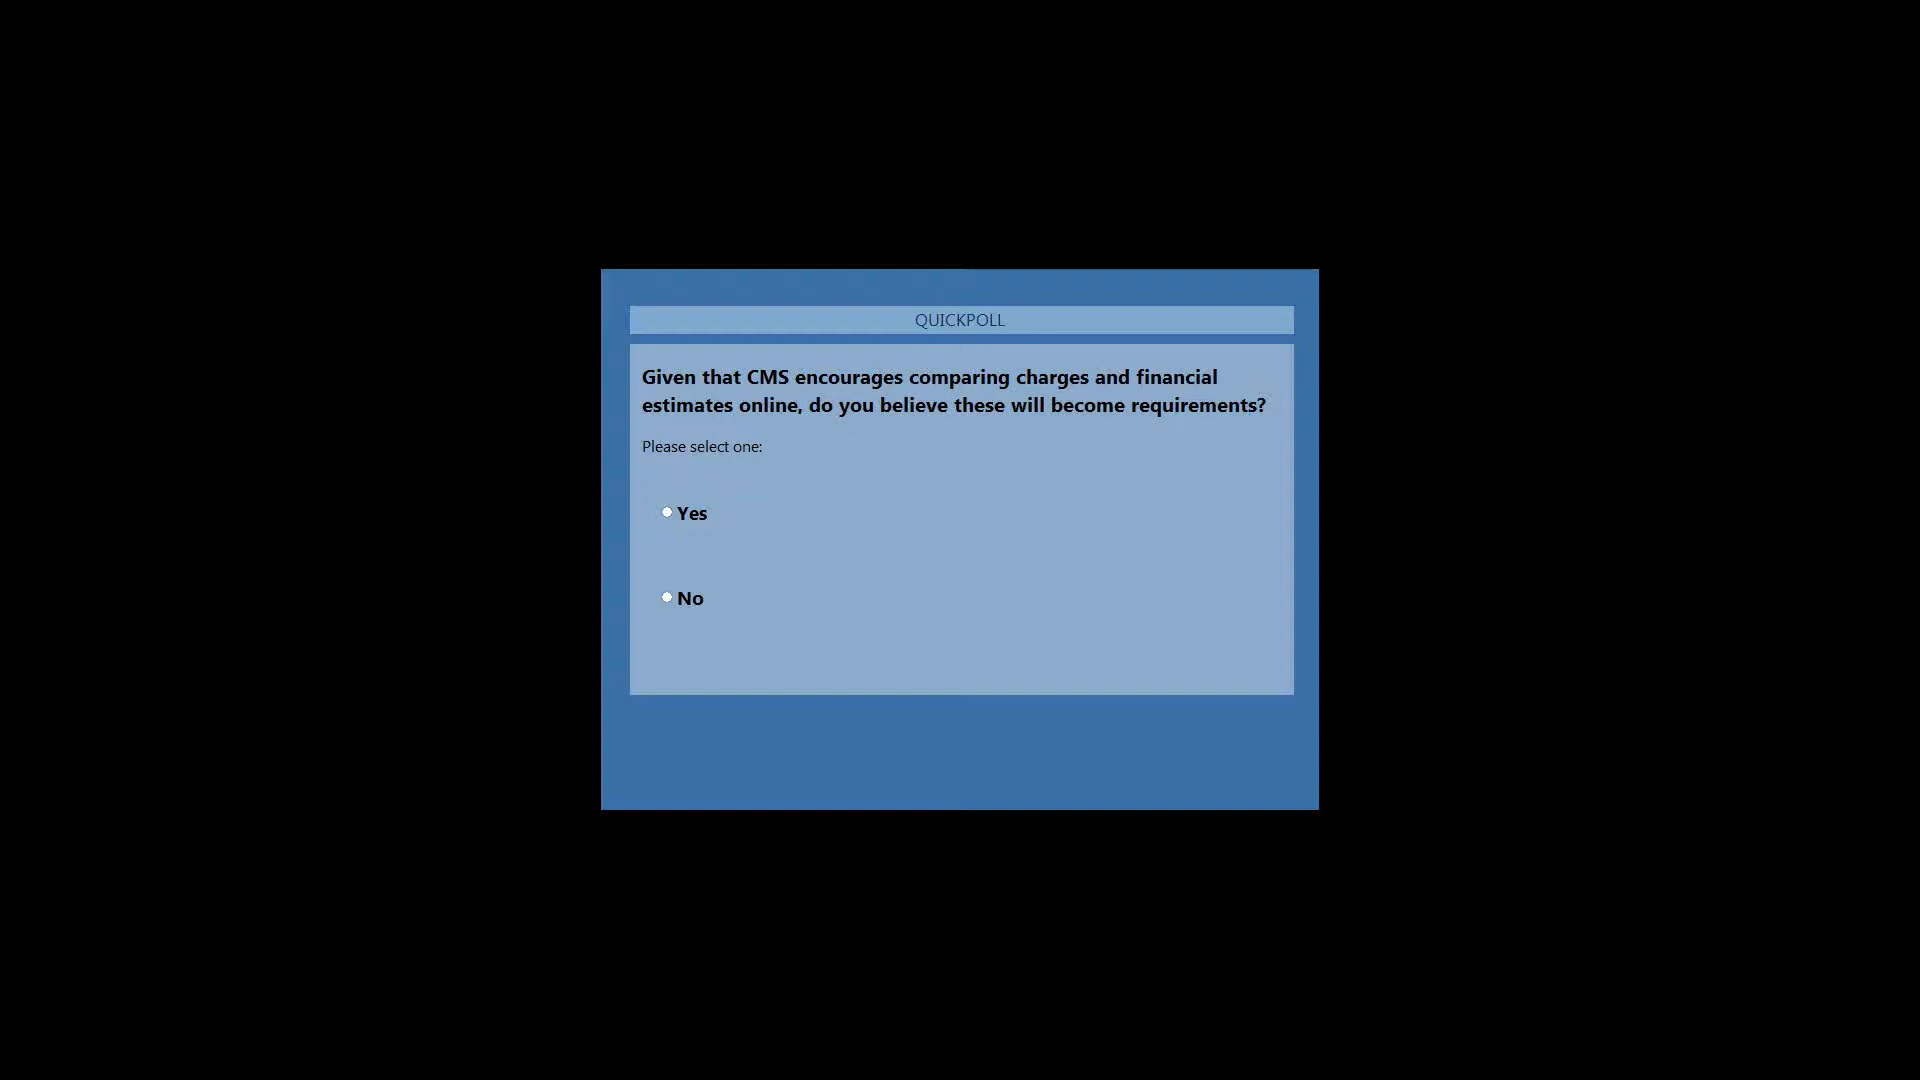 QUICKPOLL
Given that CMS encourages comparing charges and financial
estimates online, do you believe these will become requirements?
Please select one:
Yes
No